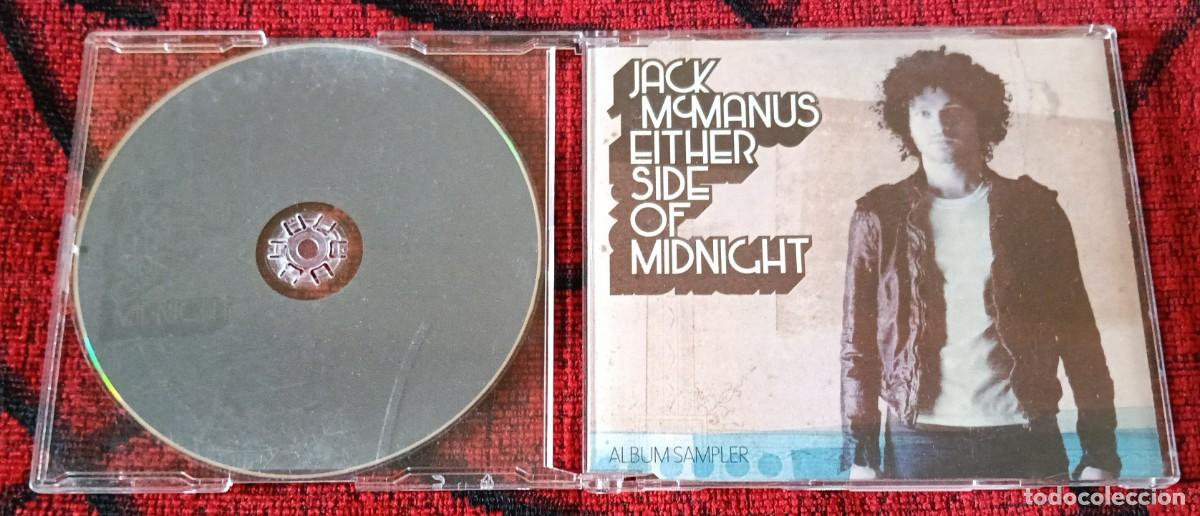 JACK
McMANUS
EITHER
SIDE
OF
MIDNIGHT
ALBUM SAMPLER
todocoleccion